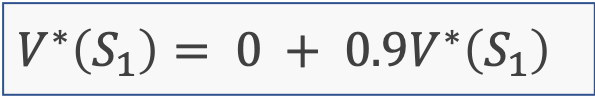 V*(S₁) = 0 + 0.9V*(S₁)